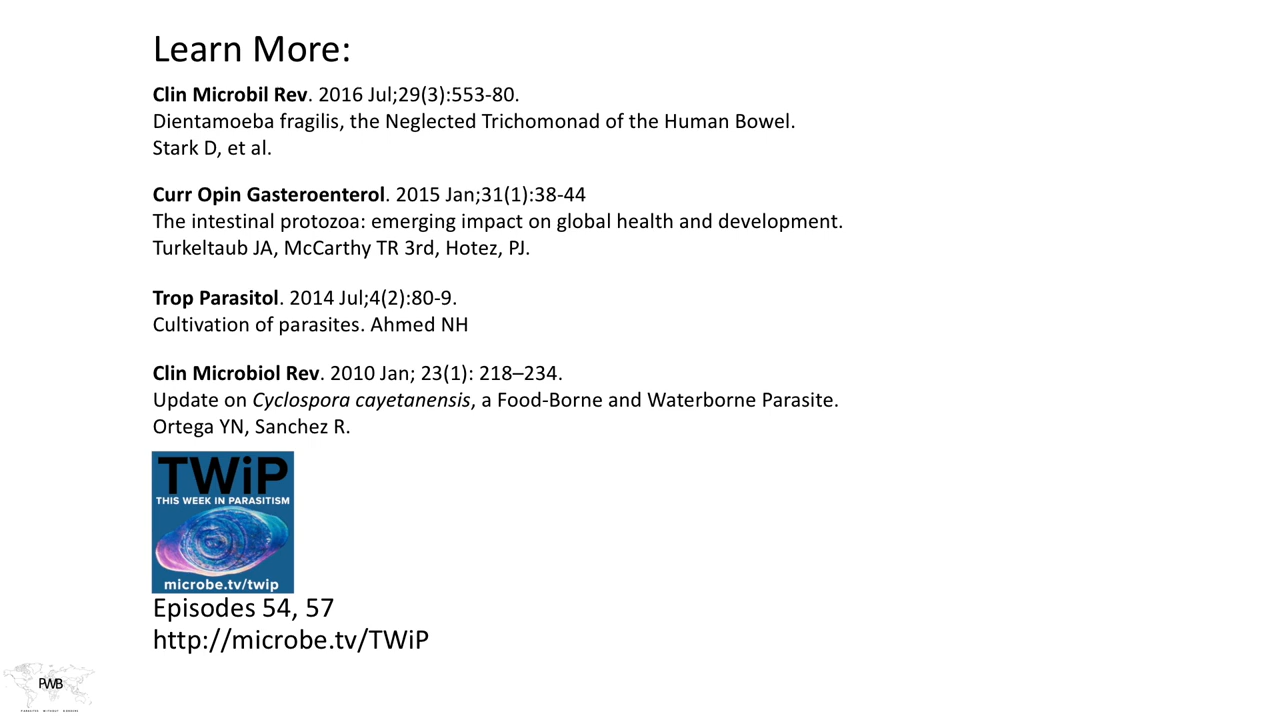 Learn More:
Clin Microbil Rev. 2016 Jul;29(3):553-80.
Dientamoeba fragilis, the Neglected Trichomonad of the Human Bowel.
Stark D, et al.
Curr Opin Gasteroenterol. 2015 Jan;31(1):38-44
The intestinal protozoa: emerging impact on global health and development.
Turkeltaub JA, McCarthy TR 3rd, Hotez, PJ.
Trop Parasitol. 2014 Jul;4(2):80-9.
Cultivation of parasites. Ahmed NH
Clin Microbiol Rev. 2010 Jan; 23(1): 218–234.
Update on Cyclospora cayetanensis, a Food-Borne and Waterborne Parasite.
Ortega YN, Sanchez R.
TWiP
THIS WEEK IN PARASITISM
microbe.tv/twip
Episodes 54, 57
http://microbe.tv/TWiP
PWB